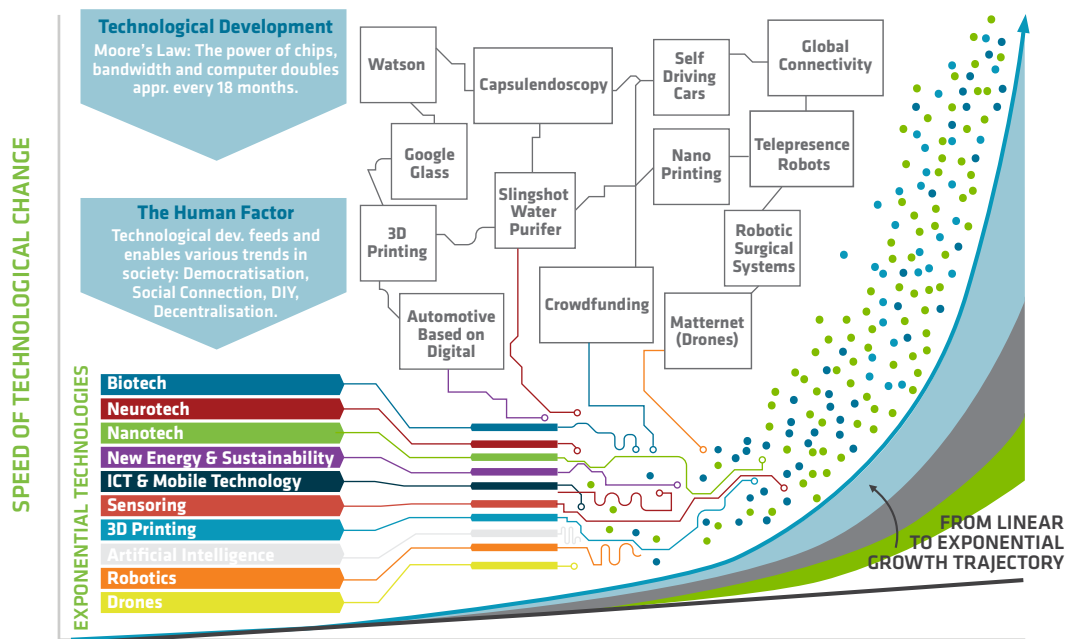 Technological Development
Moore's Law: The power of chips,
bandwidth and computer doubles
appr. every 18 months.
The Human Factor
Technological dev. feeds and
enables various trends in
society: Democratisation,
Social Connection, DIY,
Decentralisation.
Watson
Capsulendoscopy
Self
Driving
Cars
Global
Connectivity
Google
Glass
Slingshot
Water
Purifer
Nano
Printing
Telepresence
Robots
3D
Printing
Robotic
Surgical
Systems
Automotive
Based on
Digital
Crowdfunding
Matternet
(Drones)
SPEED OF TECHNOLOGICAL CHANGE
EXPONENTIAL TECHNOLOGIES
Biotech
Neurotech
Nanotech
New Energy & Sustainability
ICT & Mobile Technology
Sensoring
3D Printing
Artificial Intelligence
Robotics
Drones
FROM LINEAR
TO EXPONENTIAL
GROWTH TRAJECTORY